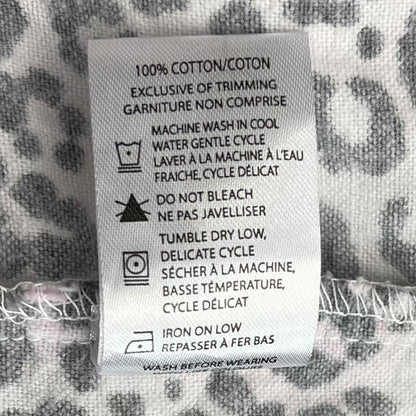 100% COTTON/COTON
EXCLUSIVE OF TRIMMING
GARNITURE NON COMPRISE
MACHINE WASH IN COOL
WATER GENTLE CYCLE
LAVER À LA MACHINE À L'EAU
FRAICHE, CYCLE DÉLICAT
DO NOT BLEACH
NE PAS JAVELLISER
TUMBLE DRY LOW,
DELICATE CYCLE
SÉCHER À LA MACHINE,
BASSE TEMPÉRATURE,
CYCLE DÉLICAT
IRON ON LOW
REPASSER À FER BAS
WASH BEFORE WEARING